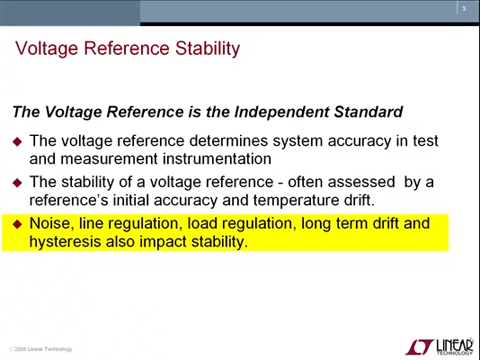 3
Voltage Reference Stability
The Voltage Reference is the Independent Standard
The voltage reference determines system accuracy in test
and measurement instrumentation
The stability of a voltage reference - often assessed by a
reference's initial accuracy and temperature drift.
Noise, line regulation, load regulation, long term drift and
hysteresis also impact stability.
© 2008 Linear Technology
LINEAR
TECHNOLOGY